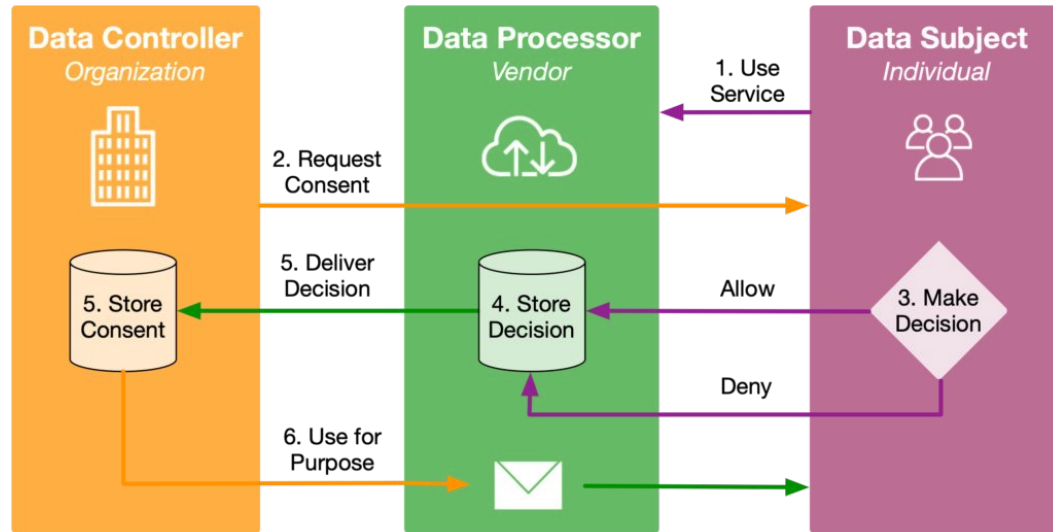 Data Controller
Organization
Data Processor
Vendor
Data Subject
Individual
1. Use
Service
2. Request
Consent
5. Store
Consent
5. Deliver
Decision
4. Store
Decision
Allow
3. Make
Decision
Deny
6. Use for
Purpose